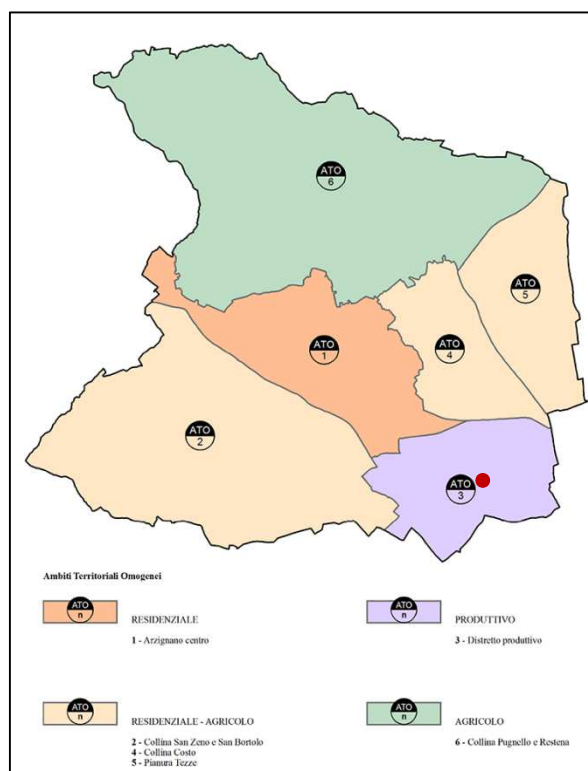 ATO
6
ATO
5
ATO
1
ATO
4
ATO
2
ATO
3
Ambiti Territoriali Omogenei
ATO
n
RESIDENZIALE
1 - Arzignano centro
ATO
n
PRODUTTIVO
3 - Distretto produttivo
ATO
n
RESIDENZIALE - AGRICOLO
2 - Collina San Zeno e San Bortolo
4 - Collina Costo
5 - Pianura Tezze
ATO
n
AGRICOLO
6 - Collina Pugnello e Restena